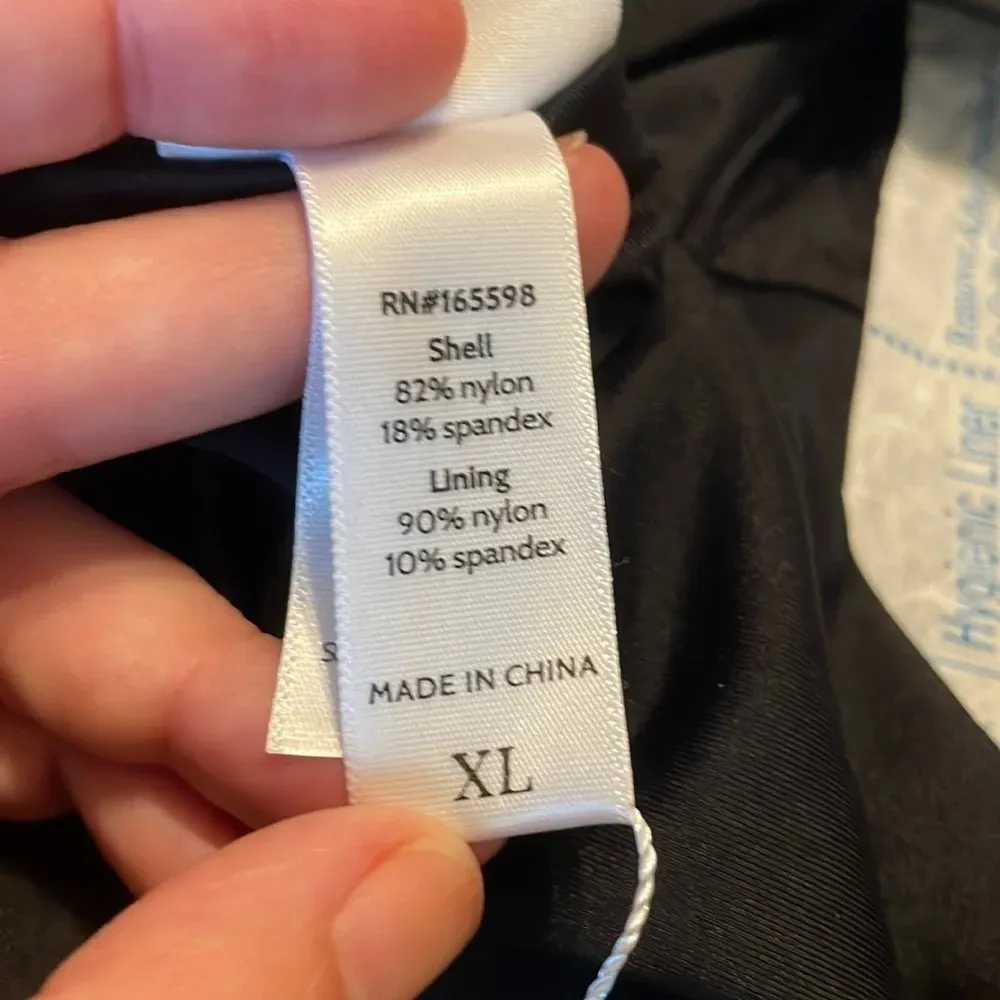 RN#165598
Shell
82% nylon
18% spandex
Lining
90% nylon
10% spandex
MADE IN CHINA
XL
S
Hygienic Liner